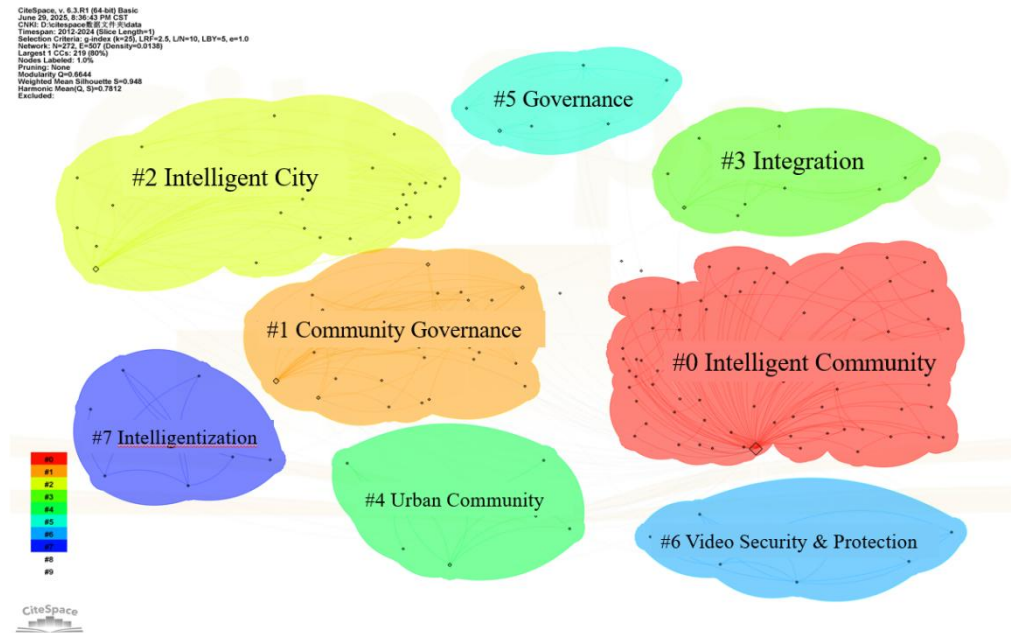 CiteSpace, v. 6.3.R1 (64-bit) Basic
June 29, 2025, 8:36:43 PM CST
CNKI: D:\citespace数据文件夹\data
Timespan: 2012-2024 (Slice Length=1)
Selection Criteria: g-index (k=25), LRF=2.5, L/N=10, LBY=5, e=1.0
Network: N=272, E=507 (Density=0.0138)
Largest 1 CCs: 219 (80%)
Nodes Labeled: 1.0%
Pruning: None
Modularity Q=0.6644
Weighted Mean Silhouette S=0.948
Harmonic Mean(Q, S)=0.7812
Excluded:
#5 Governance
#3 Integration
#2 Intelligent City
#1 Community Governance
#0 Intelligent Community
#7 Intelligentization
#4 Urban Community
#6 Video Security & Protection
#0
#1
#2
#3
#4
#5
#6
#7
#8
#9
CiteSpace